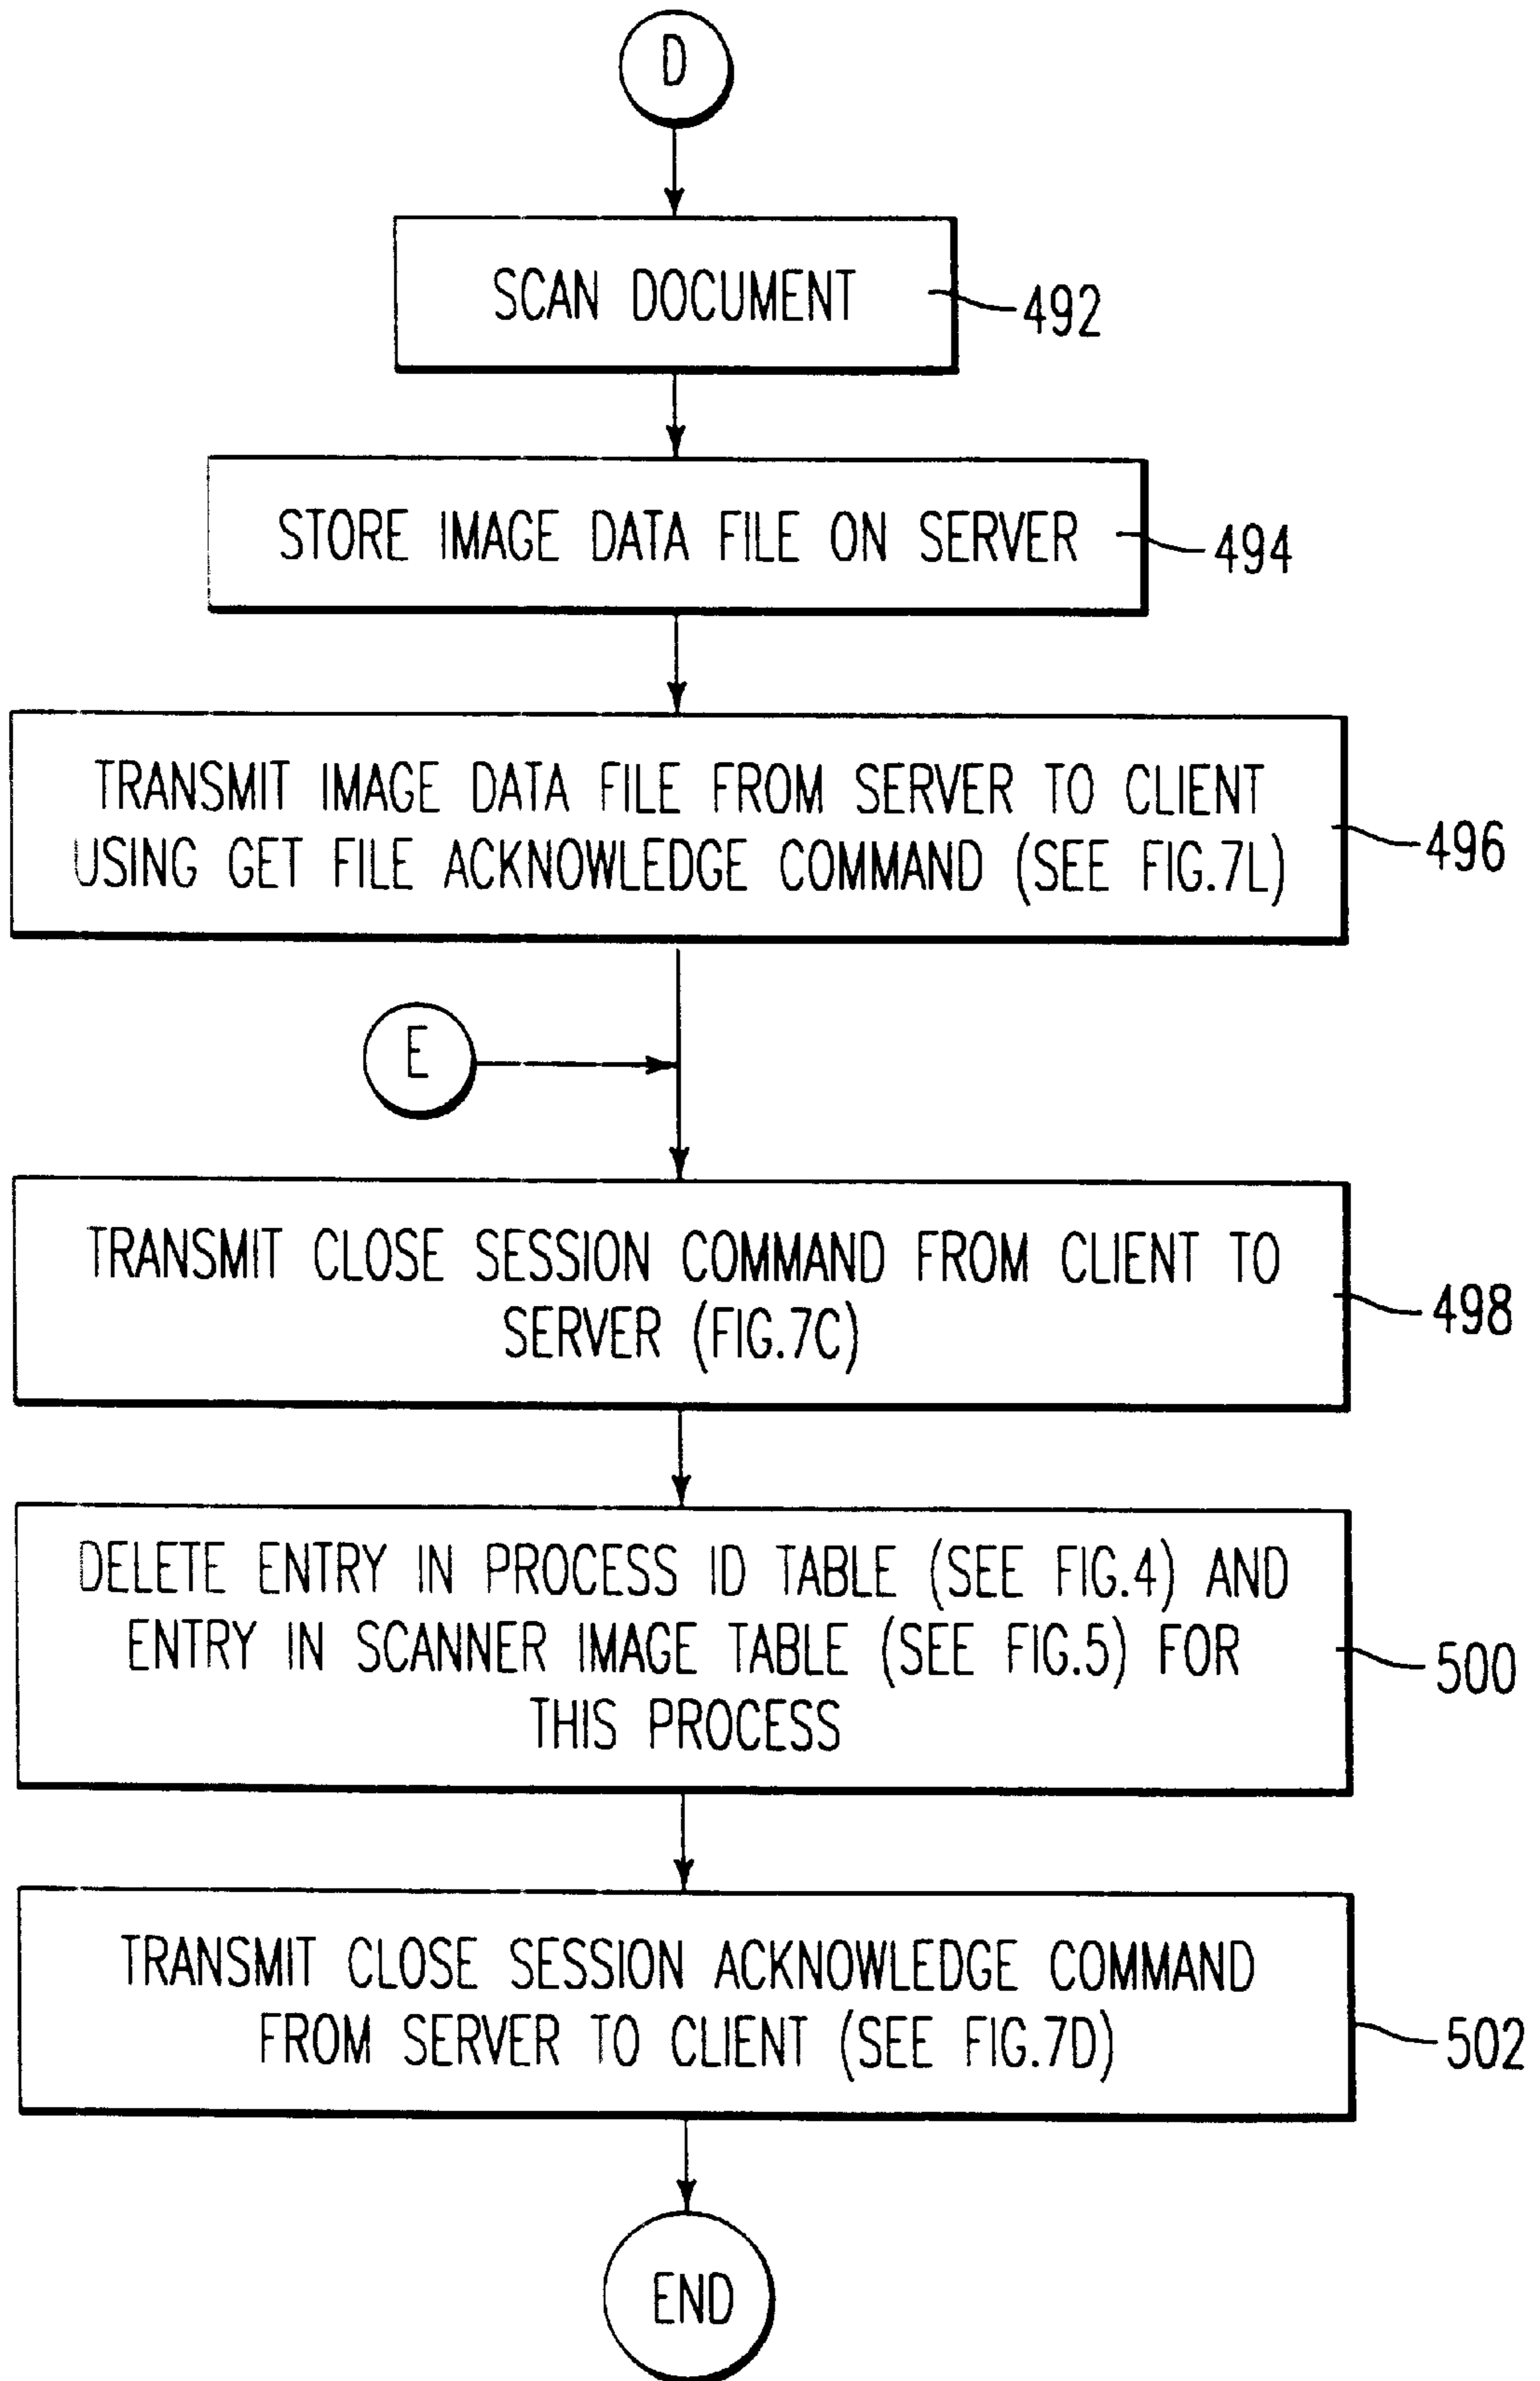 D
SCAN DOCUMENT
492
STORE IMAGE DATA FILE ON SERVER
494
TRANSMIT IMAGE DATA FILE FROM SERVER TO CLIENT
USING GET FILE ACKNOWLEDGE COMMAND (SEE FIG.7L)
496
E
TRANSMIT CLOSE SESSION COMMAND FROM CLIENT TO
SERVER (FIG.7C)
498
DELETE ENTRY IN PROCESS ID TABLE (SEE FIG.4) AND
ENTRY IN SCANNER IMAGE TABLE (SEE FIG.5) FOR
THIS PROCESS
500
TRANSMIT CLOSE SESSION ACKNOWLEDGE COMMAND
FROM SERVER TO CLIENT (SEE FIG.7D)
502
END